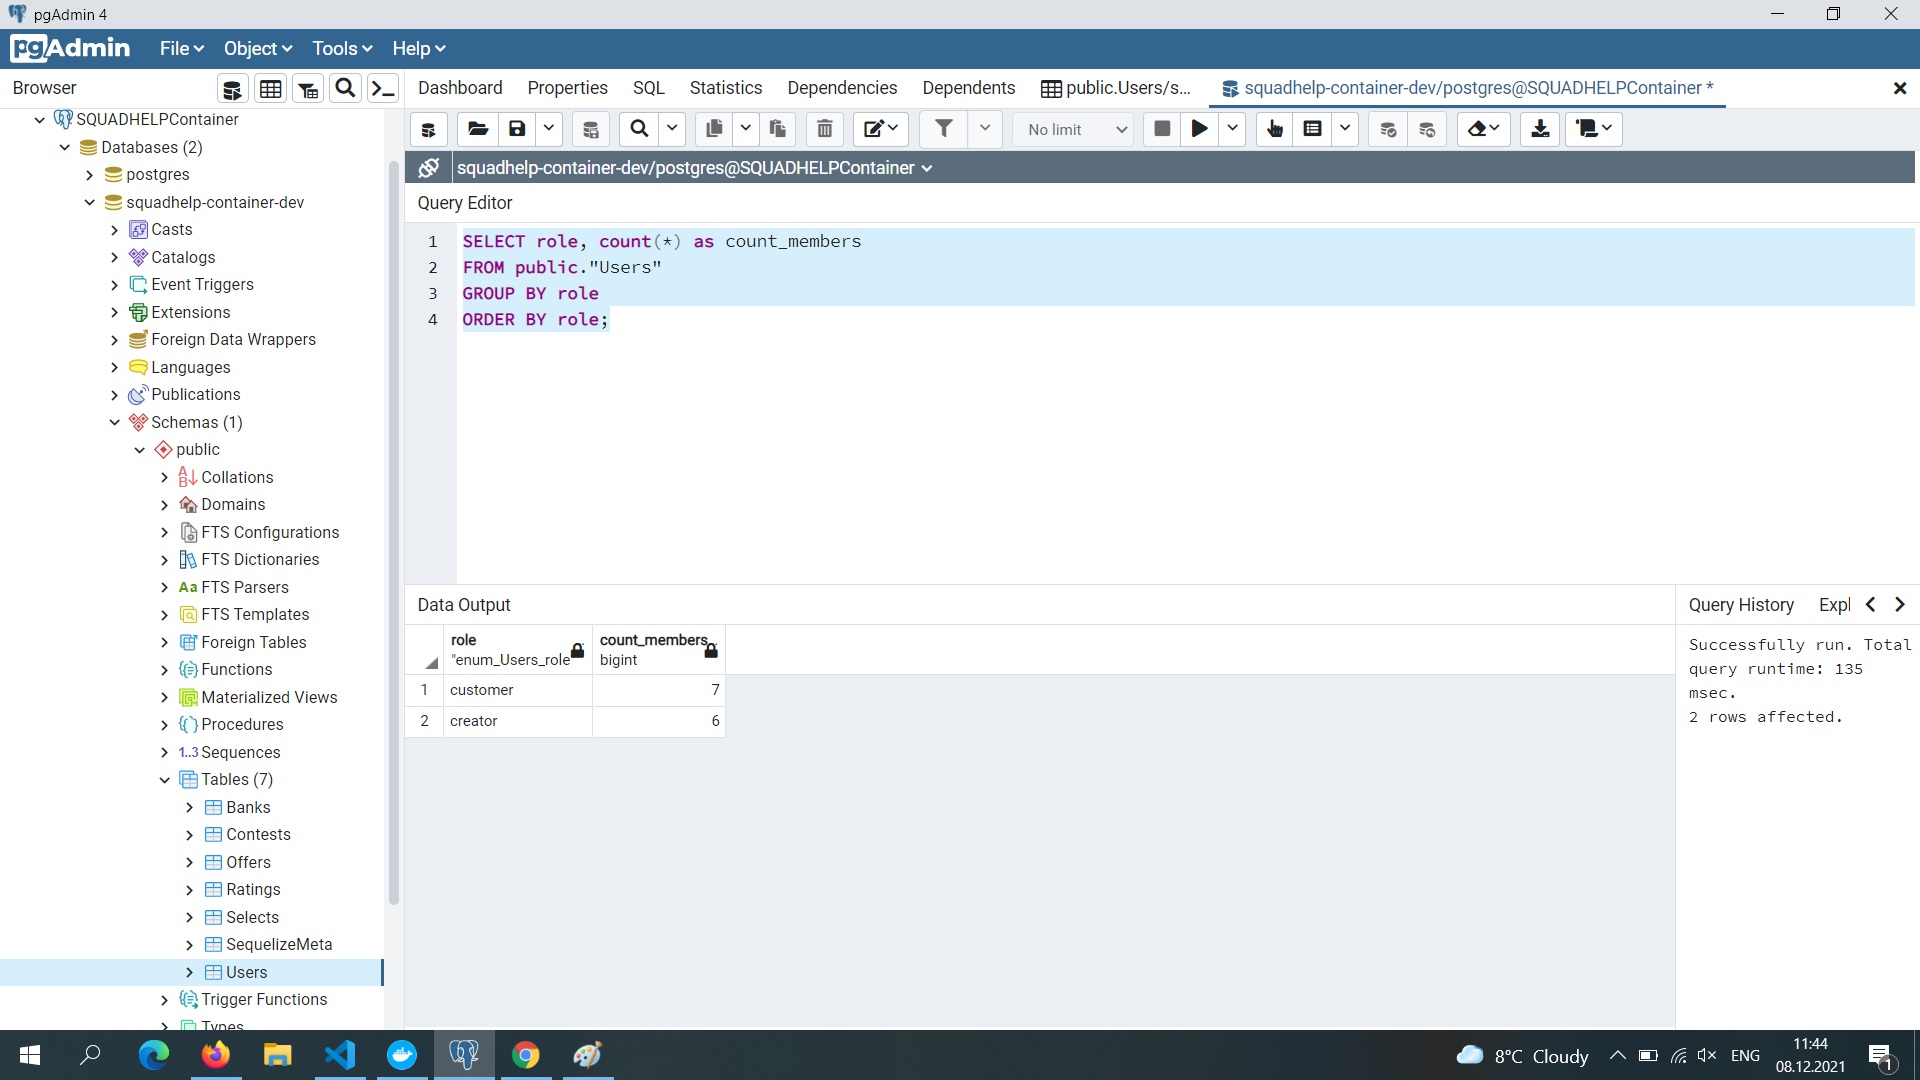 pgAdmin 4
pgAdmin File Object Tools Help
Browser
Dashboard Properties SQL Statistics Dependencies Dependents public.Users/s... squadhelp-container-dev/postgres@SQUADHELPContainer *
No limit
squadhelp-container-dev/postgres@SQUADHELPContainer
Query Editor
1 SELECT role, count(*) as count_members
2 FROM public."Users"
3 GROUP BY role
4 ORDER BY role;
SQUADHELPContainer
Databases (2)
postgres
squadhelp-container-dev
Casts
Catalogs
Event Triggers
Extensions
Foreign Data Wrappers
Languages
Publications
Schemas (1)
public
Collations
Domains
FTS Configurations
FTS Dictionaries
Aa FTS Parsers
FTS Templates
Foreign Tables
Functions
Materialized Views
Procedures
1..3 Sequences
Tables (7)
Banks
Contests
Offers
Ratings
Selects
SequelizeMeta
Users
Trigger Functions
Types
Data Output
role count_members
"enum_Users_role bigint
1 customer 7
2 creator 6
Query History Expl
Successfully run. Total
query runtime: 135
msec.
2 rows affected.
8°C Cloudy ENG
11:44
08.12.2021
1